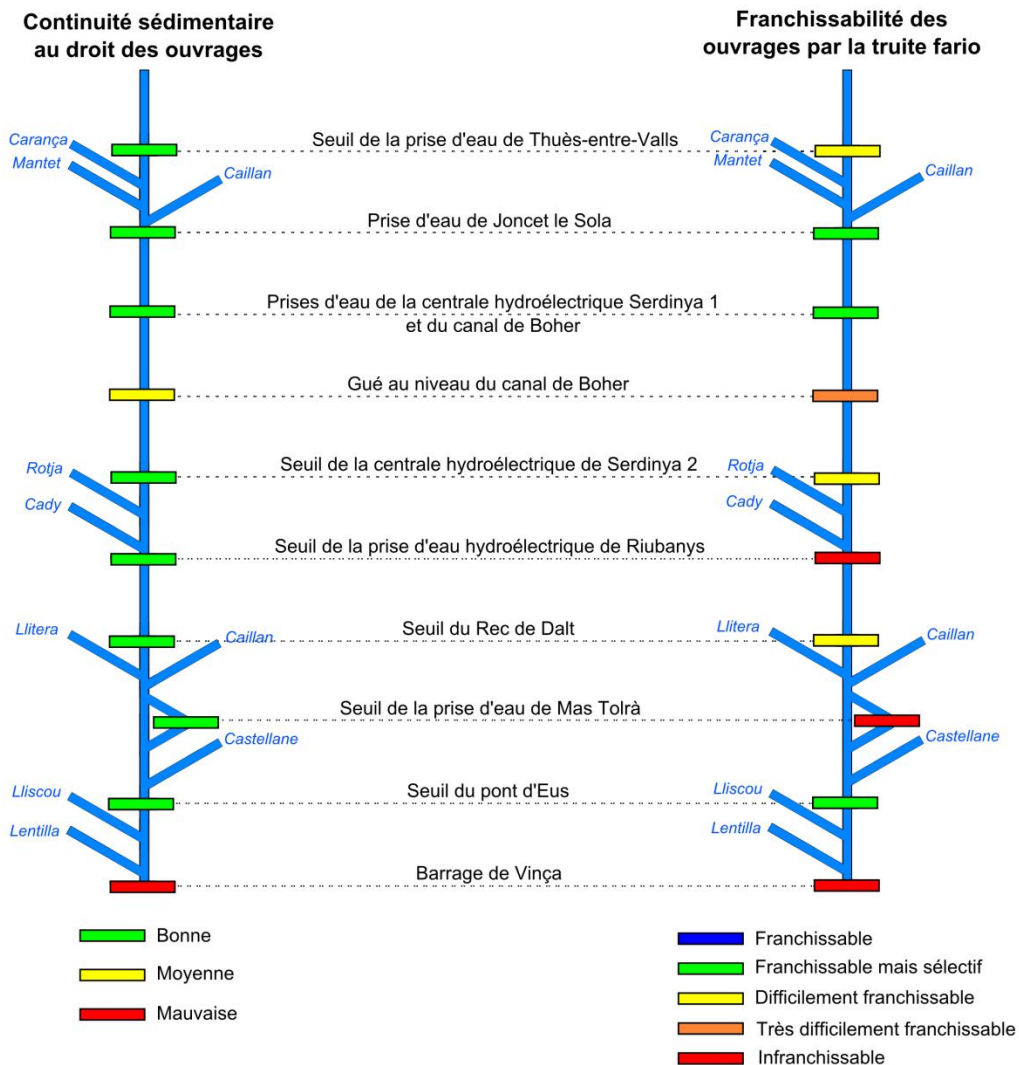 Continuité sédimentaire
au droit des ouvrages
Franchissabilité des
ouvrages par la truite fario
Carança
Mantet
Caillan
Seuil de la prise d'eau de Thuès-entre-Valls
Carança
Mantet
Caillan
Prise d'eau de Joncet le Sola
Prises d'eau de la centrale hydroélectrique Serdinya 1
et du canal de Boher
Gué au niveau du canal de Boher
Rotja
Cady
Seuil de la centrale hydroélectrique de Serdinya 2
Rotja
Cady
Seuil de la prise d'eau hydroélectrique de Riubanys
Llitera
Caillan
Seuil du Rec de Dalt
Llitera
Caillan
Seuil de la prise d'eau de Mas Tolrà
Castellane
Castellane
Lliscou
Lentilla
Seuil du pont d'Eus
Lliscou
Lentilla
Barrage de Vinça
Bonne
Moyenne
Mauvaise
Franchissable
Franchissable mais sélectif
Difficilement franchissable
Très difficilement franchissable
Infranchissable